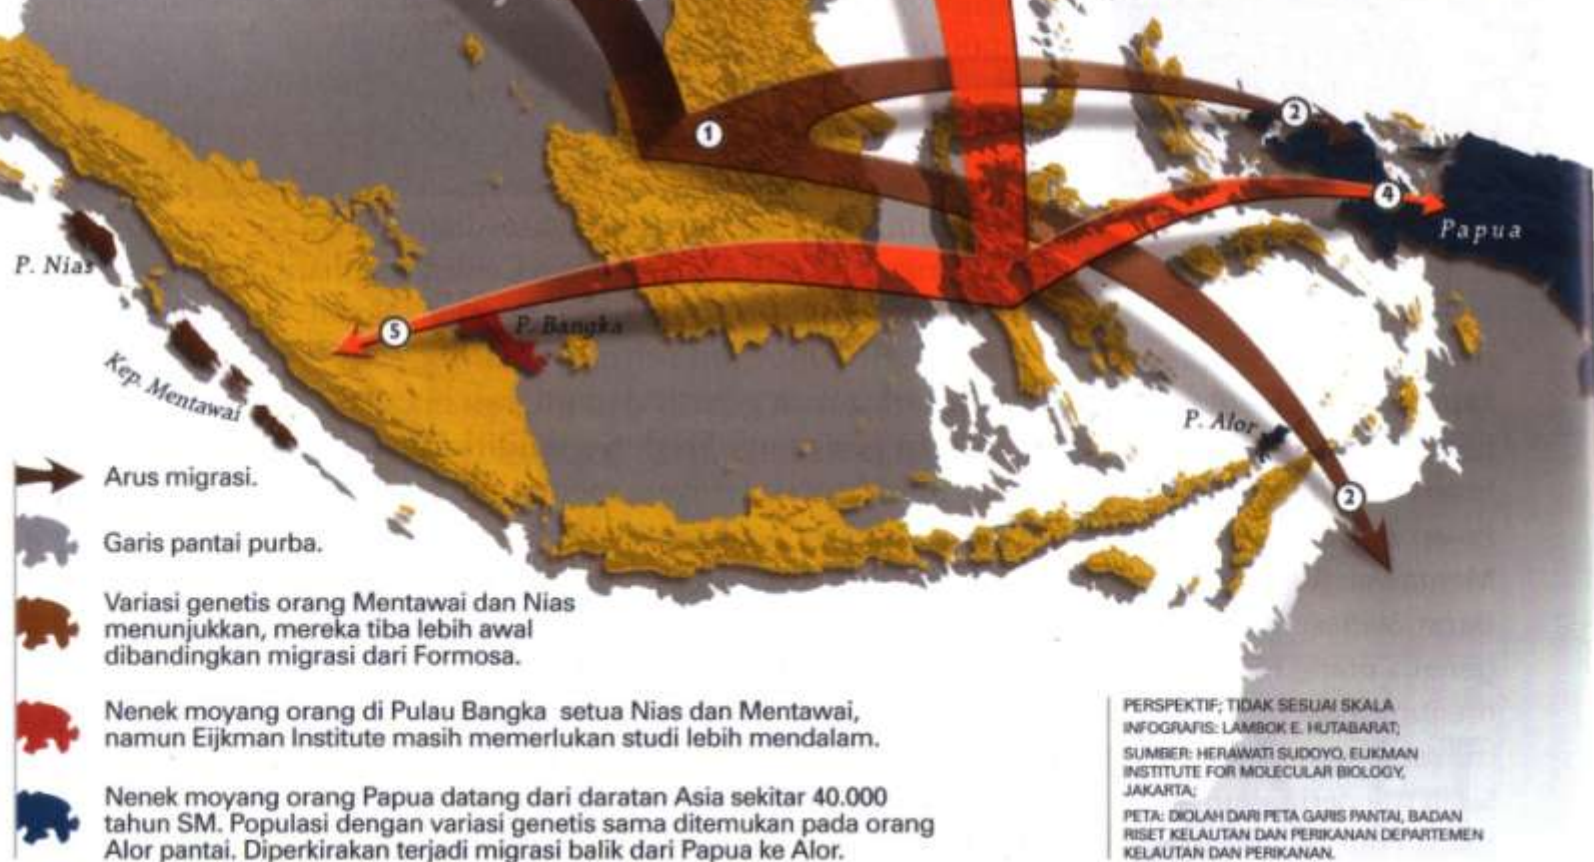 1
2
4
Papua
P. Nias
5
P. Bangka
Kep. Mentawai
P. Alor
2
Arus migrasi.
Garis pantai purba.
Variasi genetis orang Mentawai dan Nias
menunjukkan, mereka tiba lebih awal
dibandingkan migrasi dari Formosa.
Nenek moyang orang di Pulau Bangka setua Nias dan Mentawai,
namun Eijkman Institute masih memerlukan studi lebih mendalam.
Nenek moyang orang Papua datang dari daratan Asia sekitar 40.000
tahun SM. Populasi dengan variasi genetis sama ditemukan pada orang
Alor pantai. Diperkirakan terjadi migrasi balik dari Papua ke Alor.
PERSPEKTIF; TIDAK SESUAI SKALA
INFOGRAFIS: LAMBOK E. HUTABARAT;
SUMBER: HERAWATI SUDOYO, EIJKMAN
INSTITUTE FOR MOLECULAR BIOLOGY,
JAKARTA;
PETA: DIOLAH DARI PETA GARIS PANTAI, BADAN
RISET KELAUTAN DAN PERIKANAN DEPARTEMEN
KELAUTAN DAN PERIKANAN.